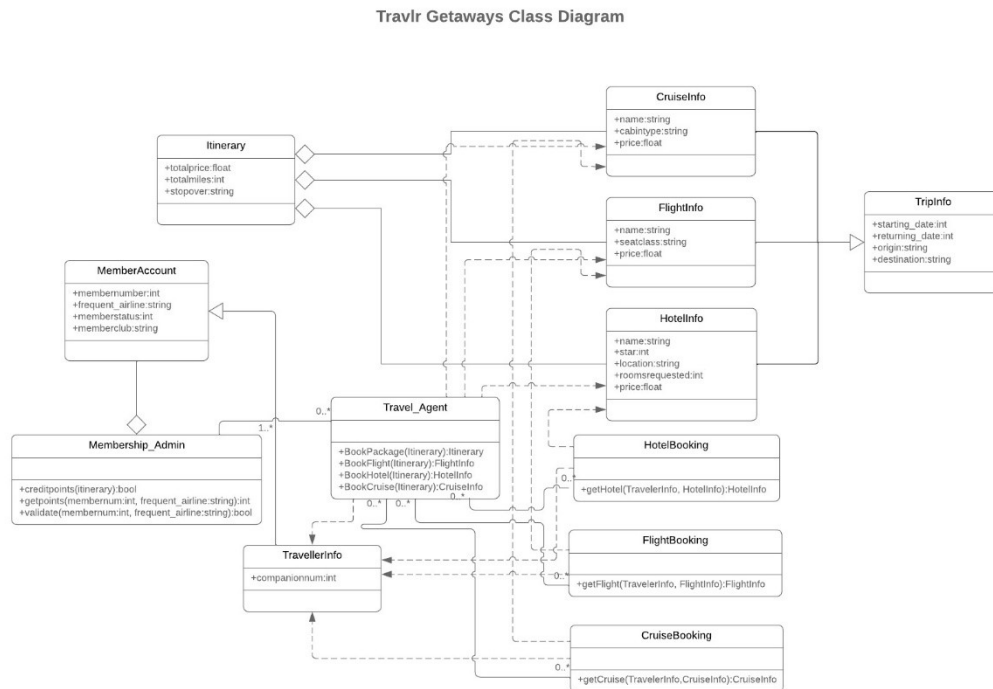 Travlr Getaways Class Diagram
CruiseInfo
+name:string
+cabintype:string
+price:float
Itinerary
+totalprice:float
+totalmiles:int
+stopover:string
FlightInfo
+name:string
+seatclass:string
+price:float
TripInfo
+starting_date:int
+returning_date:int
+origin:string
+destination:string
MemberAccount
+membernumber:int
+frequent_airline:string
+memberstatus:int
+memberclub:string
HotelInfo
+name:string
+star:int
+location:string
+roomsrequested:int
+price:float
Travel_Agent
+BookPackage(Itinerary):Itinerary
+BookFlight(Itinerary):FlightInfo
+BookHotel(Itinerary):HotelInfo
+BookCruise(Itinerary):CruiseInfo
0..*
1..*
0..*
0..*
0..*
Membership_Admin
+creditpoints(itinerary):bool
+getpoints(membernum:int, frequent_airline:string):int
+validate(membernum:int, frequent_airline:string):bool
HotelBooking
0..*
+getHotel(TravelerInfo, HotelInfo):HotelInfo
FlightBooking
0..*
+getFlight(TravelerInfo, FlightInfo):FlightInfo
TravellerInfo
+companionnum:int
CruiseBooking
0..*
+getCruise(TravelerInfo,CruiseInfo):CruiseInfo